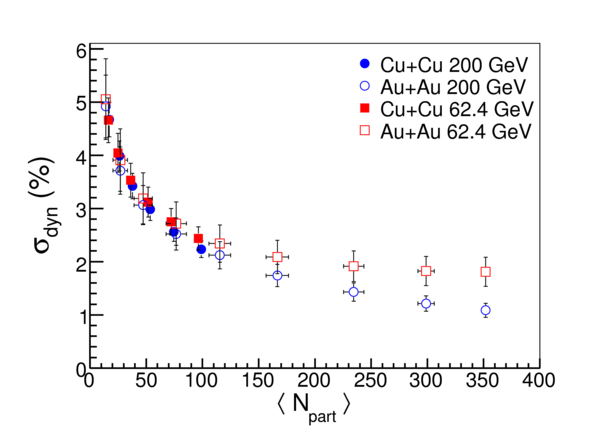 6
5
4
3
2
1
0
σdyn (%)
Cu+Cu 200 GeV
Au+Au 200 GeV
Cu+Cu 62.4 GeV
Au+Au 62.4 GeV
0 50 100 150 200 250 300 350 400
⟨ Npart ⟩